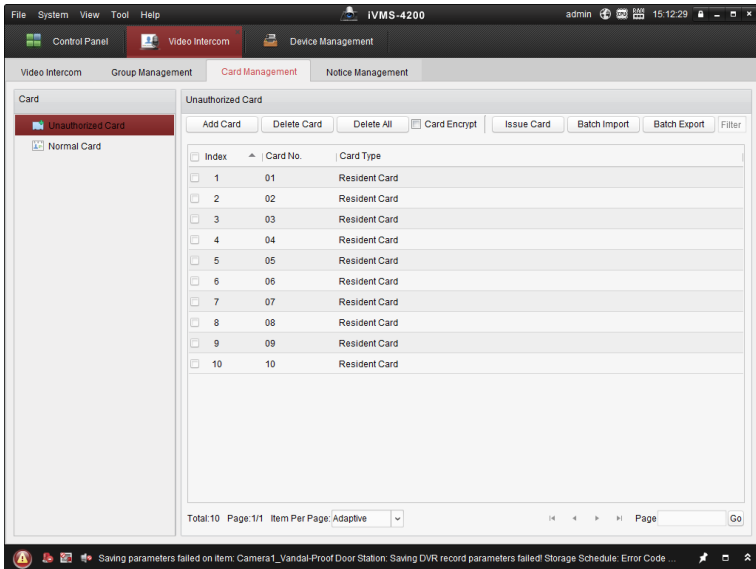 File System View Tool Help iVMS-4200 admin CPU RAM 15:12:29
Control Panel Video Intercom Device Management
Video Intercom Group Management Card Management Notice Management
Card Unauthorized Card
Unauthorized Card Add Card Delete Card Delete All Card Encrypt Issue Card Batch Import Batch Export Filter
Normal Card
Index Card No. Card Type
1 01 Resident Card
2 02 Resident Card
3 03 Resident Card
4 04 Resident Card
5 05 Resident Card
6 06 Resident Card
7 07 Resident Card
8 08 Resident Card
9 09 Resident Card
10 10 Resident Card
Total:10 Page:1/1 Item Per Page: Adaptive Page Go
Saving parameters failed on item: Camera1_Vandal-Proof Door Station: Saving DVR record parameters failed! Storage Schedule: Error Code ...